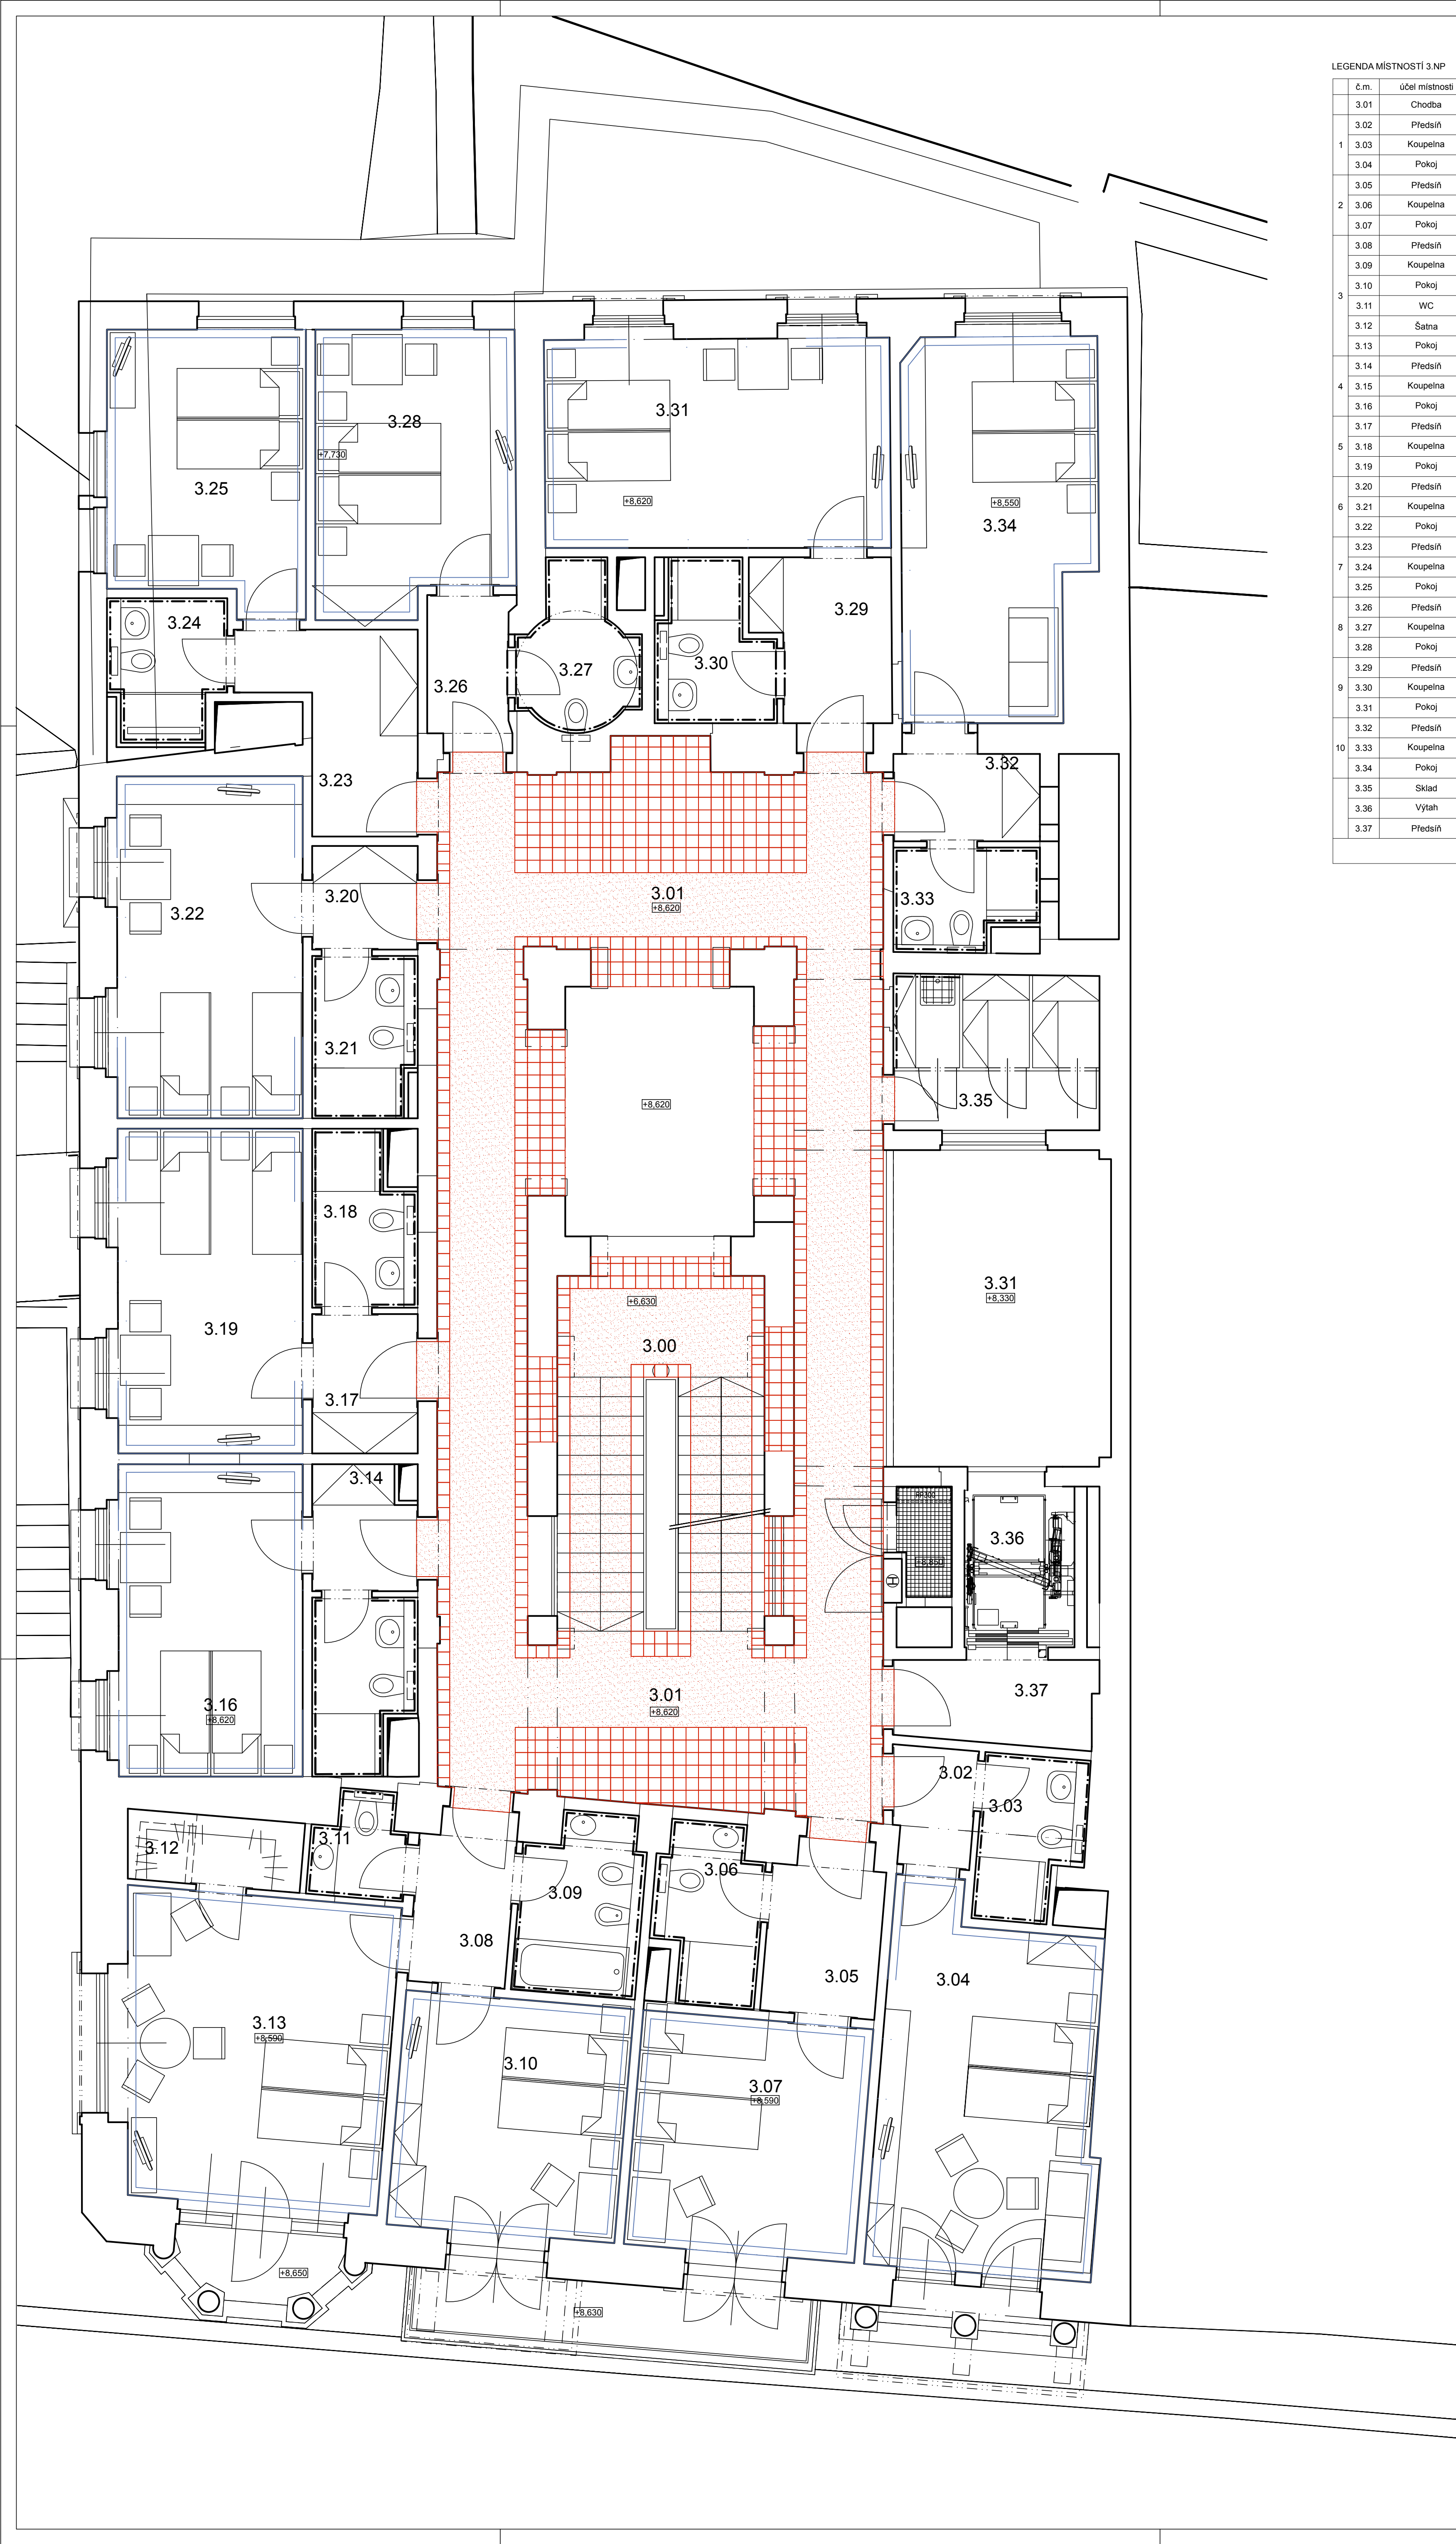 LEGENDA MÍSTNOSTÍ 3.NP
č.m. účel místnosti
3.01 Chodba
3.02 Předsíň
1 3.03 Koupelna
3.04 Pokoj
3.05 Předsíň
2 3.06 Koupelna
3.07 Pokoj
3.08 Předsíň
3.09 Koupelna
3 3.10 Pokoj
3.11 WC
3.12 Šatna
3.13 Pokoj
3.14 Předsíň
4 3.15 Koupelna
3.16 Pokoj
3.17 Předsíň
5 3.18 Koupelna
3.19 Pokoj
3.20 Předsíň
6 3.21 Koupelna
3.22 Pokoj
3.23 Předsíň
7 3.24 Koupelna
3.25 Pokoj
3.26 Předsíň
8 3.27 Koupelna
3.28 Pokoj
3.29 Předsíň
9 3.30 Koupelna
3.31 Pokoj
3.32 Předsíň
10 3.33 Koupelna
3.34 Pokoj
3.35 Sklad
3.36 Výtah
3.37 Předsíň
3.31
3.28
+7,730
3.25
+8,620
+8,550
3.34
3.29
3.24
3.30
3.27
3.26
3.32
3.23
3.01
+8,620
3.20
3.33
3.22
3.21
+8,620
3.35
3.18
3.31
+8,330
+6,630
3.19
3.00
3.17
3.14
3.36
3.37
3.01
+8,620
3.16
+8,620
3.02
3.03
3.11
3.12
3.06
3.09
3.08
3.05
3.04
3.13
+8,590
3.10
3.07
+8,590
+8,650
+8,630